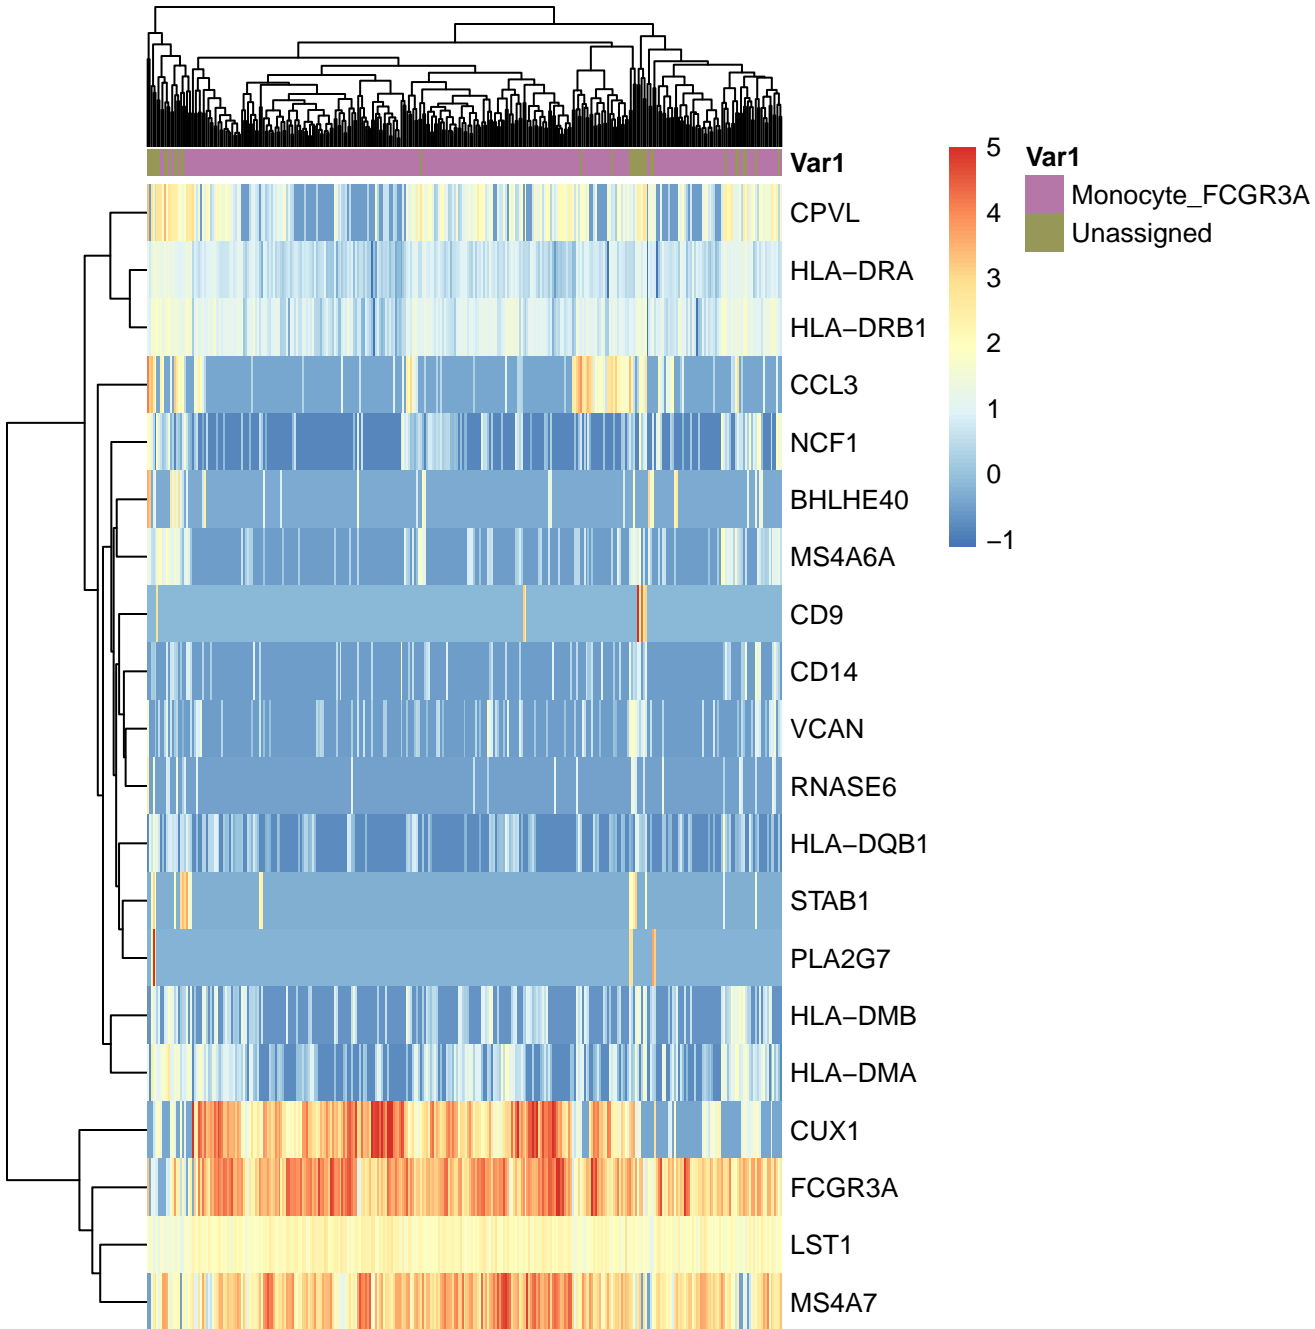 Var1
CPVL
HLA−DRA
HLA−DRB1
CCL3
NCF1
BHLHE40
MS4A6A
CD9
CD14
VCAN
RNASE6
HLA−DQB1
STAB1
PLA2G7
HLA−DMB
HLA−DMA
CUX1
FCGR3A
LST1
MS4A7
5
4
3
2
1
0
−1
Var1
Monocyte_FCGR3A
Unassigned